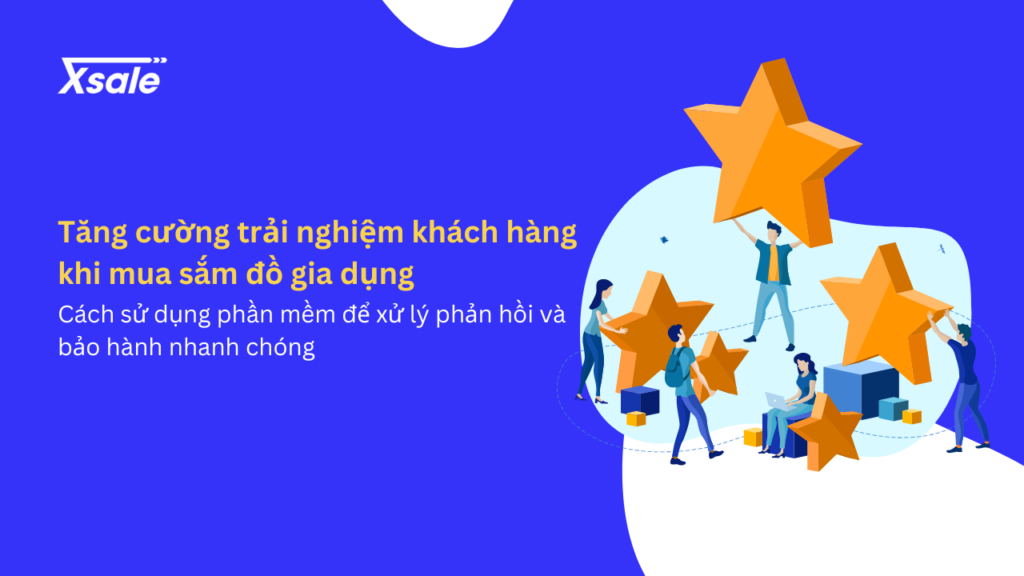 Xsale
Tăng cường trải nghiệm khách hàng
khi mua sắm đồ gia dụng
Cách sử dụng phần mềm để xử lý phản hồi và
bảo hành nhanh chóng